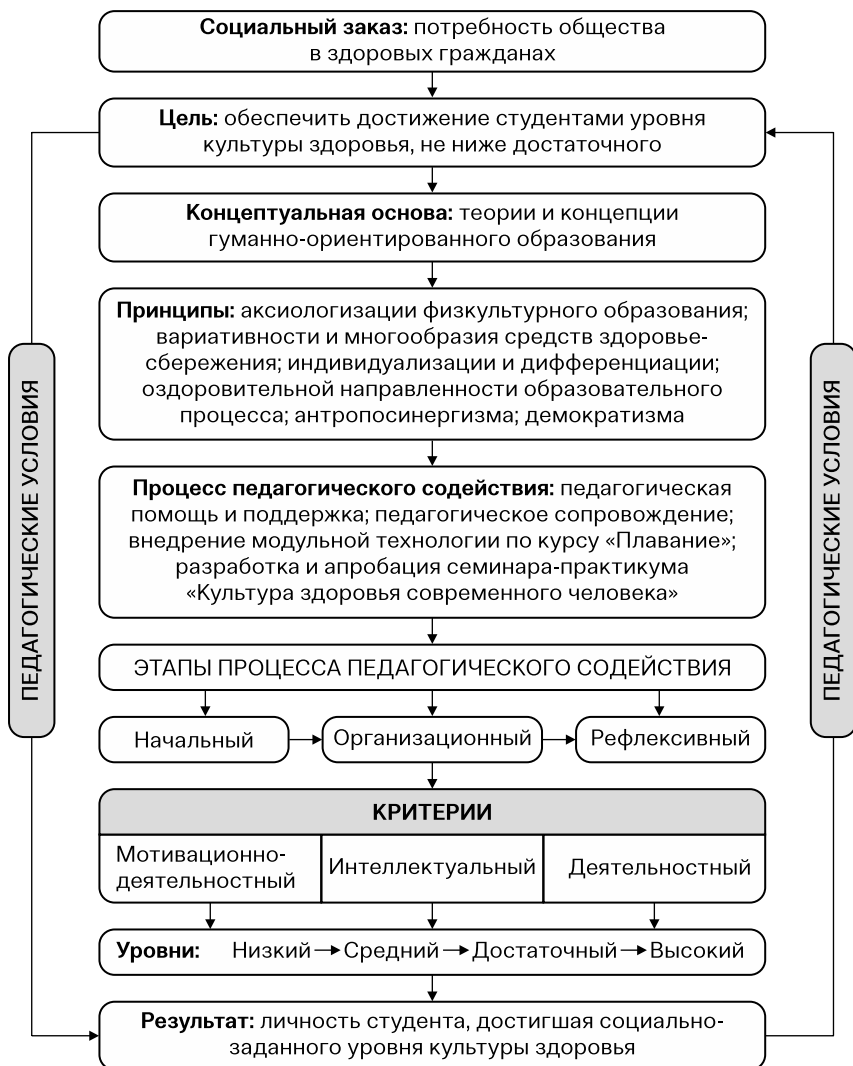 Социальный заказ: потребность общества
в здоровых гражданах
Цель: обеспечить достижение студентами уровня
культуры здоровья, не ниже достаточного
Концептуальная основа: теории и концепции
гуманно-ориентированного образования
Принципы: аксиологизации физкультурного образования;
вариативности и многообразия средств здоровье-
сбережения; индивидуализации и дифференциации;
оздоровительной направленности образовательного
процесса; антропосинергизма; демократизма
ПЕДАГОГИЧЕСКИЕ УСЛОВИЯ
ПЕДАГОГИЧЕСКИЕ УСЛОВИЯ
Процесс педагогического содействия: педагогическая
помощь и поддержка; педагогическое сопровождение;
внедрение модульной технологии по курсу «Плавание»;
разработка и апробация семинара-практикума
«Культура здоровья современного человека»
ЭТАПЫ ПРОЦЕССА ПЕДАГОГИЧЕСКОГО СОДЕЙСТВИЯ
Начальный
Организационный
Рефлексивный
КРИТЕРИИ
Мотивационно-
деятельностный
Интеллектуальный
Деятельностный
Уровни: Низкий Средний Достаточный Высокий
Результат: личность студента, достигшая социально-
заданного уровня культуры здоровья